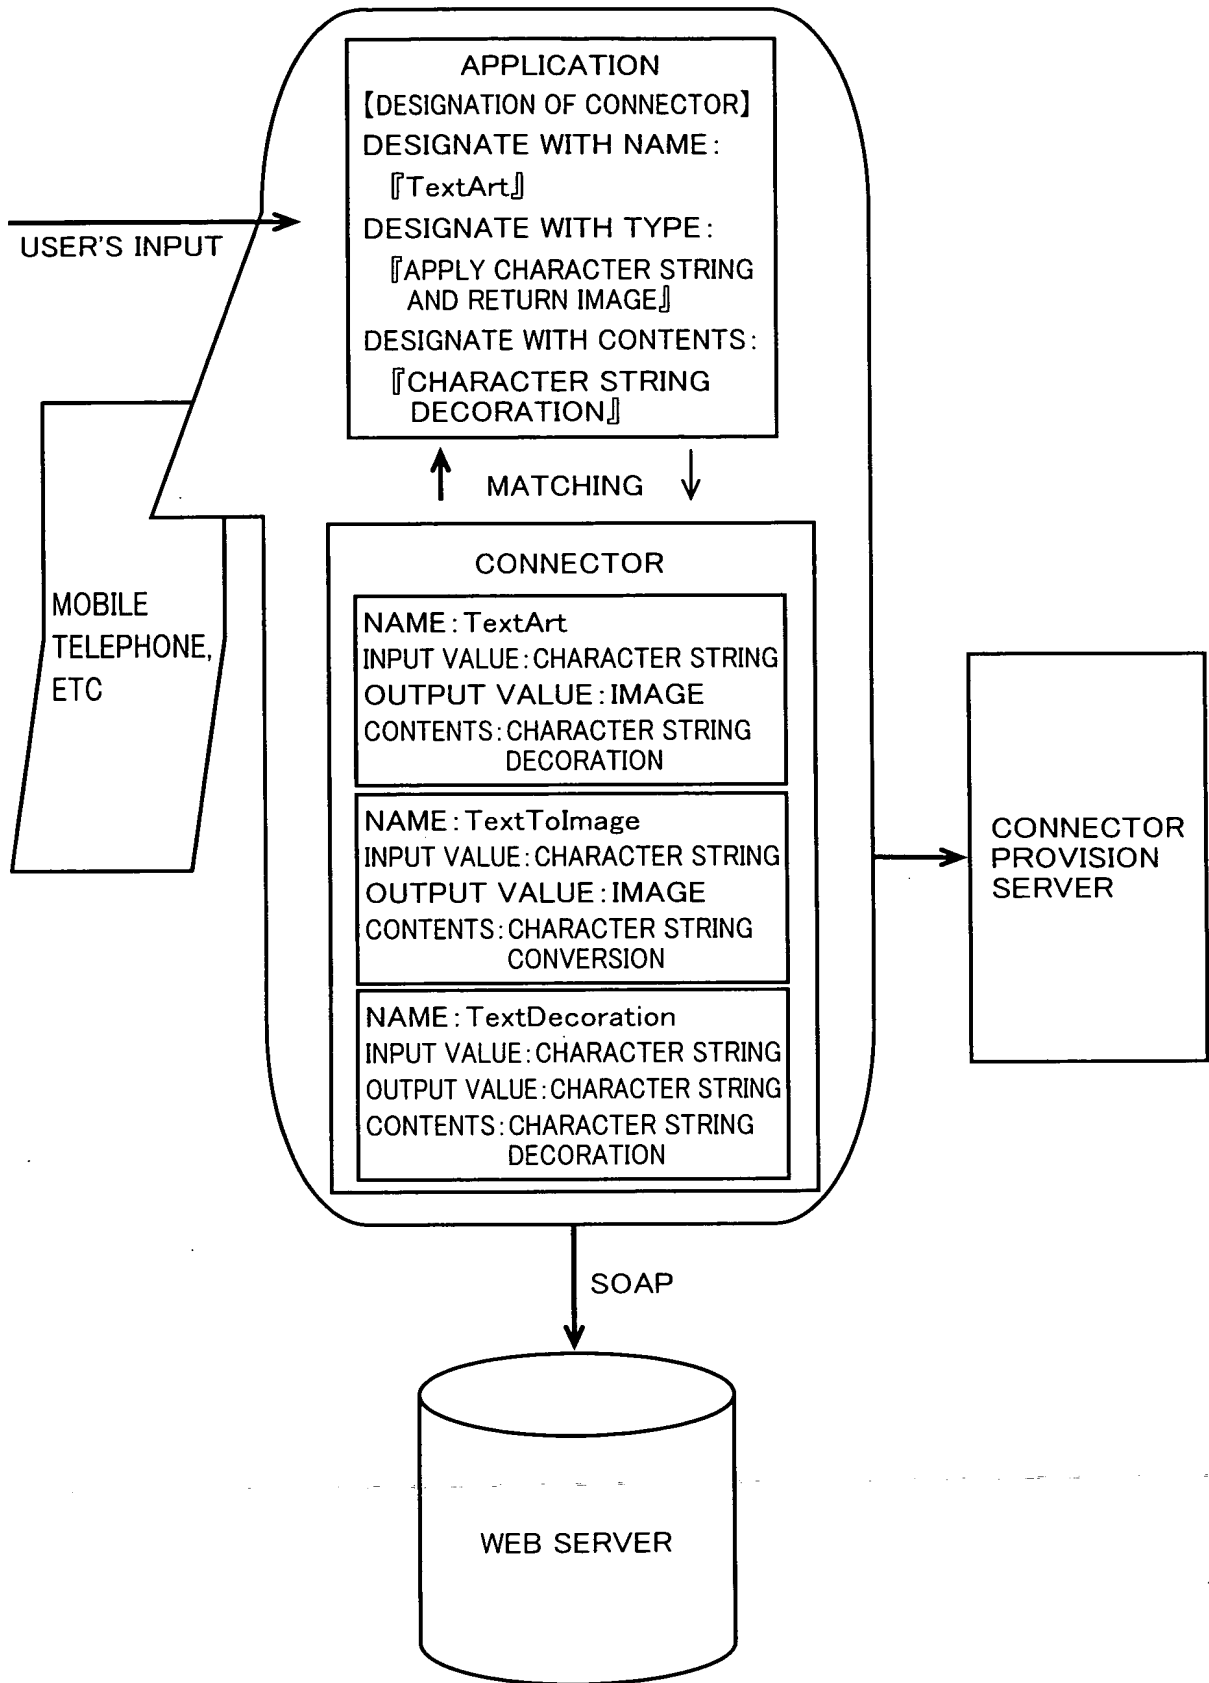 APPLICATION
【DESIGNATION OF CONNECTOR】
DESIGNATE WITH NAME:
『TextArt』
DESIGNATE WITH TYPE:
『APPLY CHARACTER STRING
AND RETURN IMAGE』
DESIGNATE WITH CONTENTS:
『CHARACTER STRING
DECORATION』
USER'S INPUT
MATCHING
MOBILE
TELEPHONE,
ETC
CONNECTOR
NAME:TextArt
INPUT VALUE:CHARACTER STRING
OUTPUT VALUE:IMAGE
CONTENTS:CHARACTER STRING
DECORATION
NAME:TextToImage
INPUT VALUE:CHARACTER STRING
OUTPUT VALUE:IMAGE
CONTENTS:CHARACTER STRING
CONVERSION
NAME:TextDecoration
INPUT VALUE:CHARACTER STRING
OUTPUT VALUE:CHARACTER STRING
CONTENTS:CHARACTER STRING
DECORATION
CONNECTOR
PROVISION
SERVER
SOAP
WEB SERVER